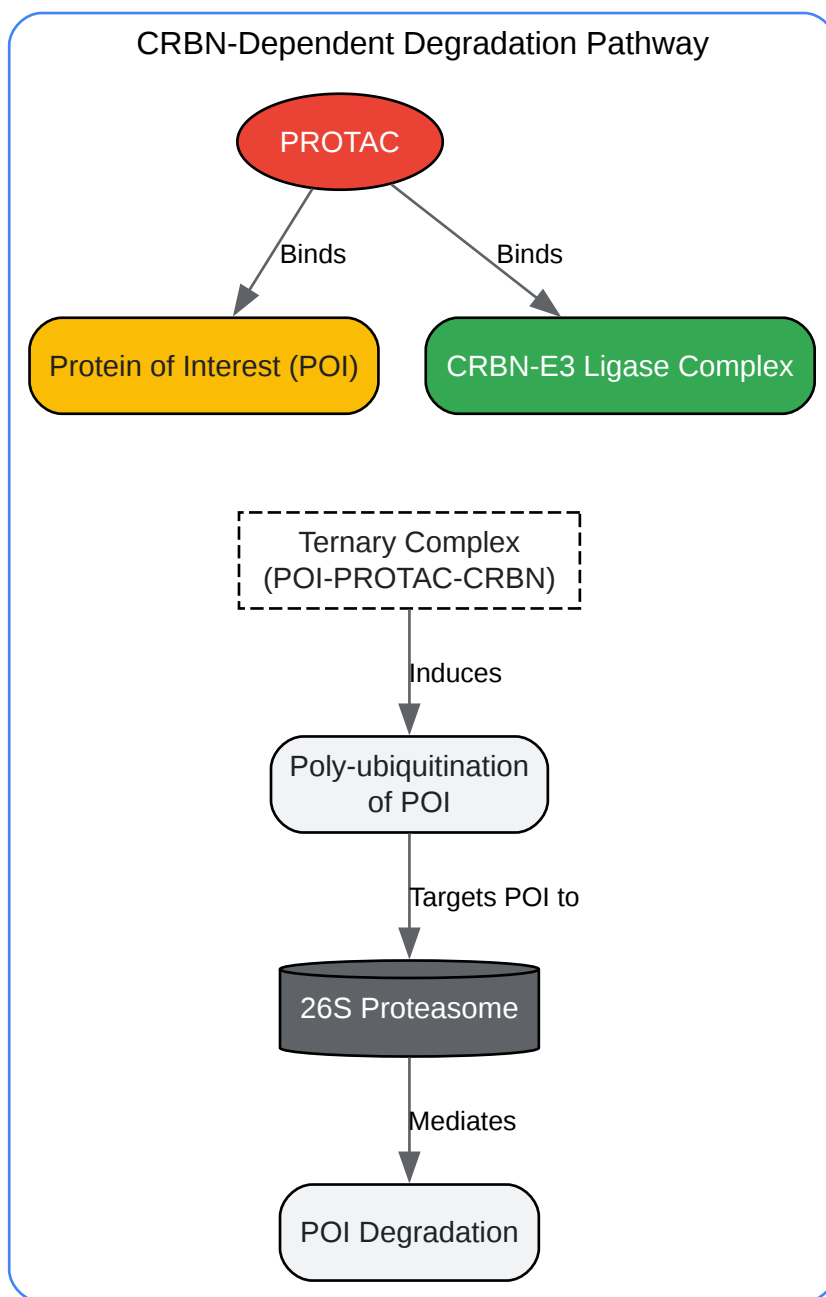 CRBN-Dependent Degradation Pathway
PROTAC
Binds
Binds
Protein of Interest (POI)
CRBN-E3 Ligase Complex
Ternary Complex
(POI-PROTAC-CRBN)
Induces
Poly-ubiquitination
of POI
Targets POI to
26S Proteasome
Mediates
POI Degradation